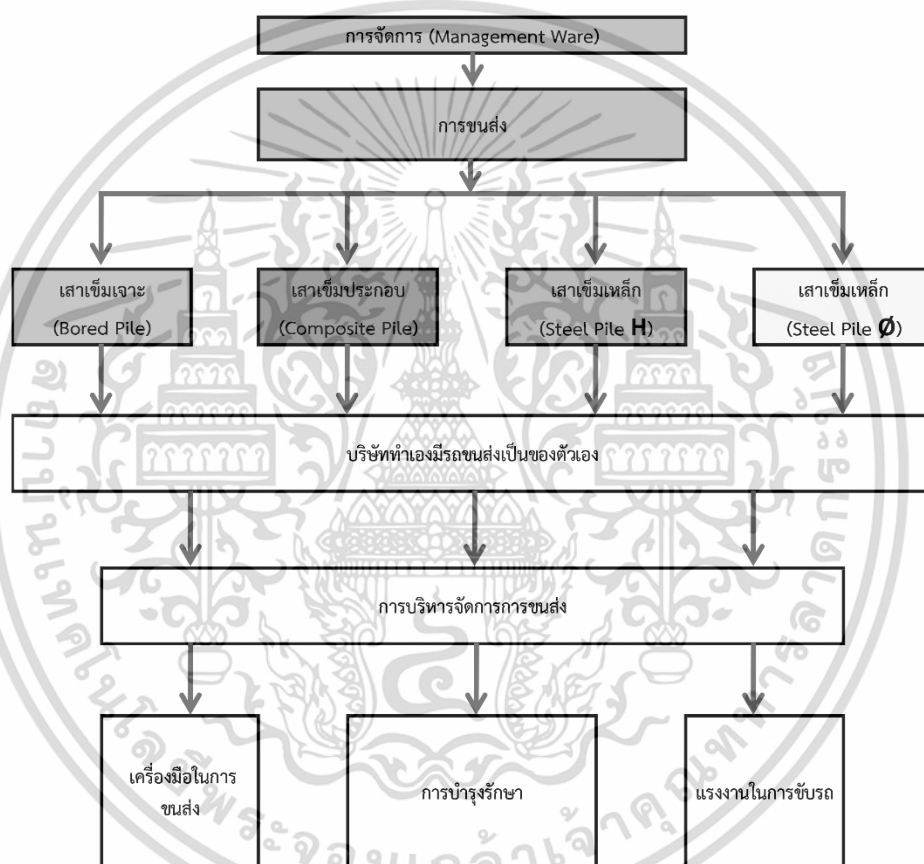 การจัดการ (Management Ware)
การขนส่ง
เสาเข็มเจาะ
(Bored Pile)
เสาเข็มประกอบ
(Composite Pile)
เสาเข็มเหล็ก
(Steel Pile H)
เสาเข็มเหล็ก
(Steel Pile Ø)
บริษัททำเองมีรถขนส่งเป็นของตัวเอง
การบริหารจัดการการขนส่ง
เครื่องมือในการ
ขนส่ง
การบำรุงรักษา
แรงงานในการขับรถ